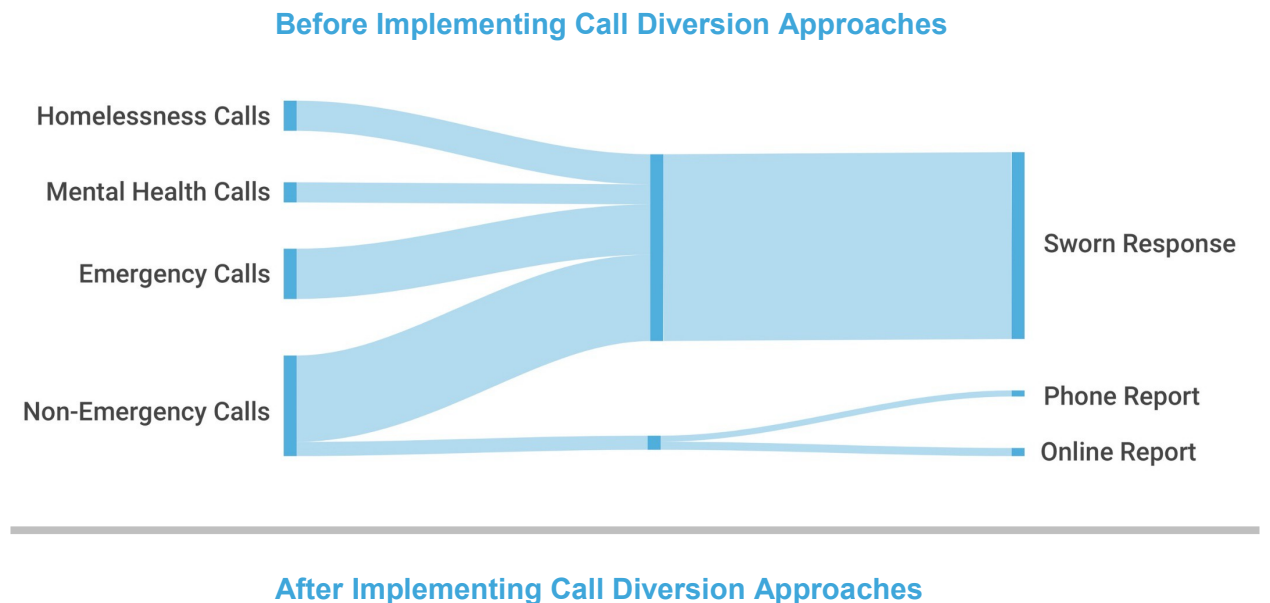 Before Implementing Call Diversion Approaches
Homelessness Calls
Mental Health Calls
Emergency Calls
Sworn Response
Non-Emergency Calls
Phone Report
Online Report
After Implementing Call Diversion Approaches